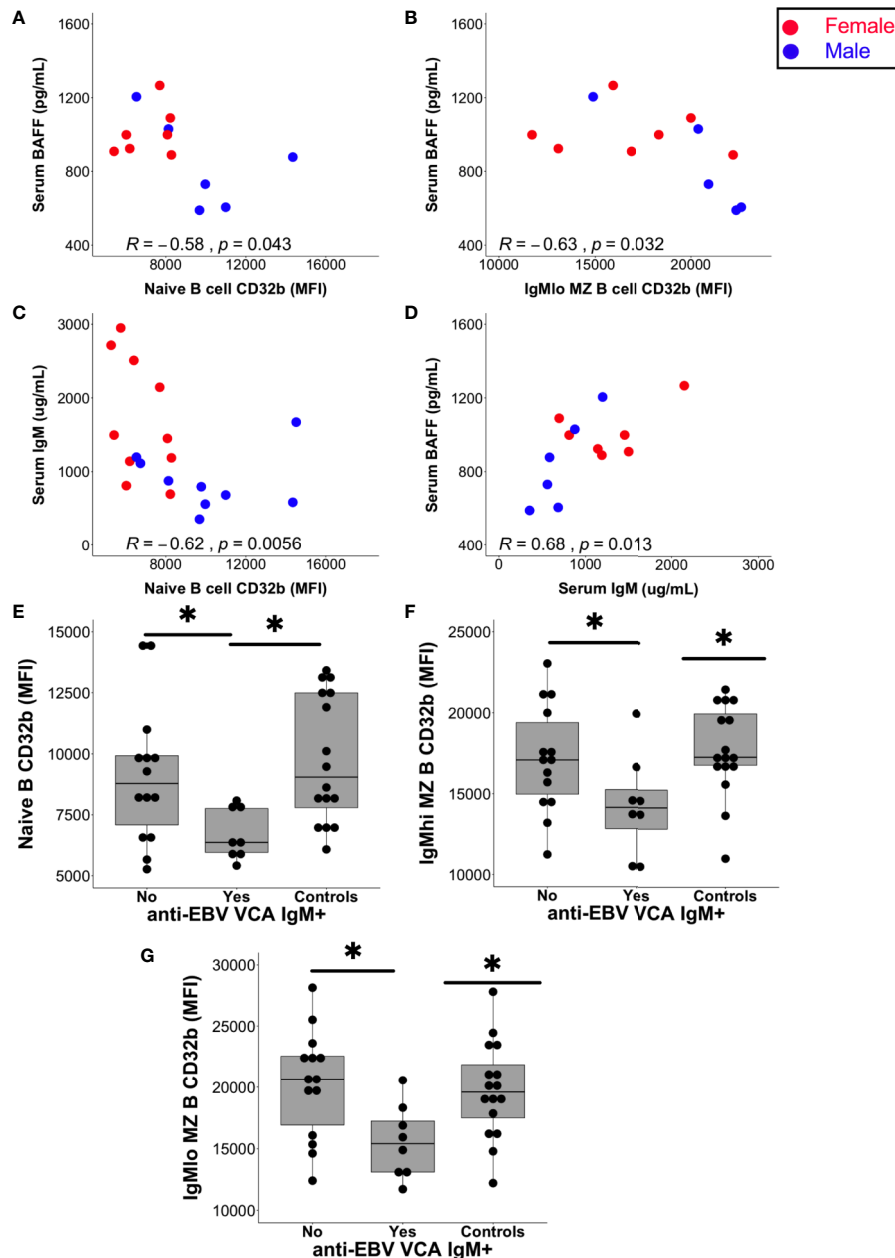 A
B
Female
Male
1600
1200
800
400
Serum BAFF (pg/mL)
R = −0.58 , p = 0.043
8000 12000 16000
Naive B cell CD32b (MFI)
1600
1200
800
400
Serum BAFF (pg/mL)
R = −0.63 , p = 0.032
10000 15000 20000
IgMlo MZ B cell CD32b (MFI)
C
3000
2000
1000
0
Serum IgM (ug/mL)
R = −0.62 , p = 0.0056
8000 12000 16000
Naive B cell CD32b (MFI)
D
1600
1200
800
400
Serum BAFF (pg/mL)
R = 0.68 , p = 0.013
0 1000 2000 3000
Serum IgM (ug/mL)
E
15000
12500
10000
7500
5000
Naive B CD32b (MFI)
* *
No Yes Controls
anti-EBV VCA IgM+
F
25000
20000
15000
10000
IgMhi MZ B CD32b (MFI)
* *
No Yes Controls
anti-EBV VCA IgM+
G
30000
25000
20000
15000
10000
IgMlo MZ B CD32b (MFI)
* *
No Yes Controls
anti-EBV VCA IgM+